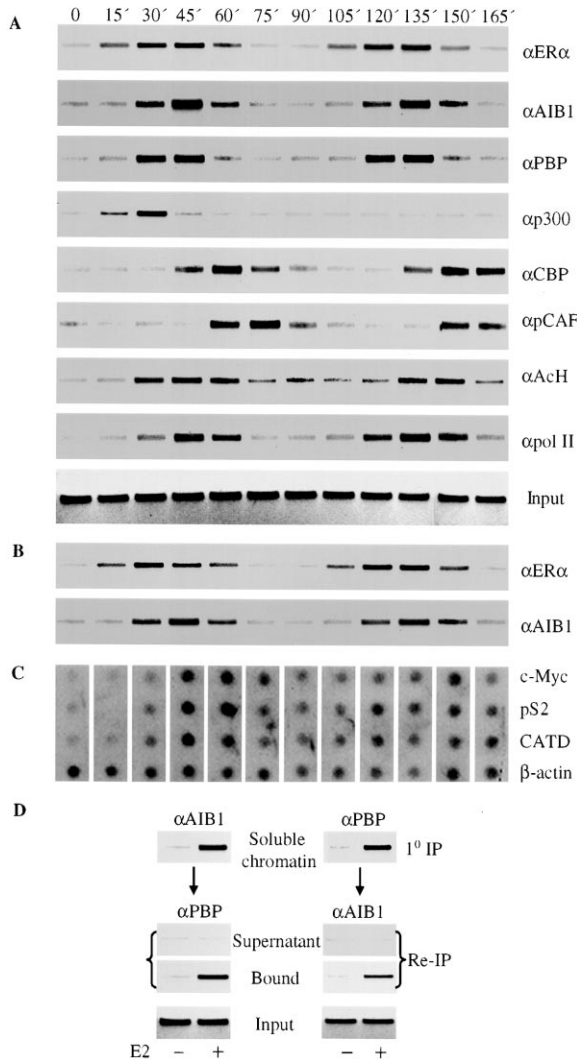 A
0 15´ 30´ 45´ 60´ 75´ 90´ 105´ 120´ 135´ 150´ 165´
αERα
αAIB1
αPBP
αp300
αCBP
αpCAF
αAcH
αpol II
Input
B
αERα
αAIB1
C
c-Myc
pS2
CATD
β-actin
D
αAIB1 αPBP
Soluble chromatin
1⁰ IP
αPBP αAIB1
Supernatant
Re-IP
Bound
Input
E2 − + − +